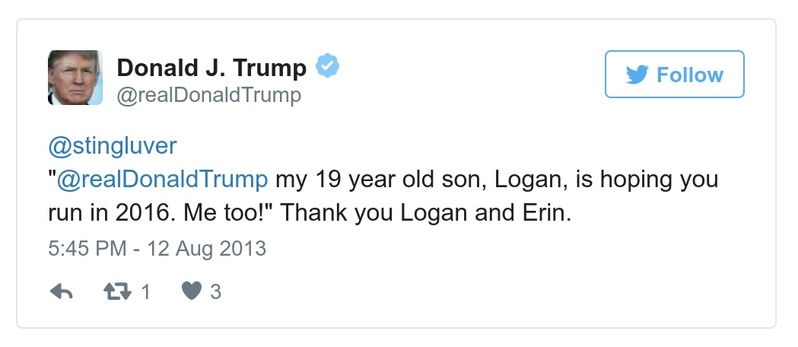 Donald J. Trump
@realDonaldTrump
Follow
@stingluver
"@realDonaldTrump my 19 year old son, Logan, is hoping you
run in 2016. Me too!" Thank you Logan and Erin.
5:45 PM - 12 Aug 2013
1 3